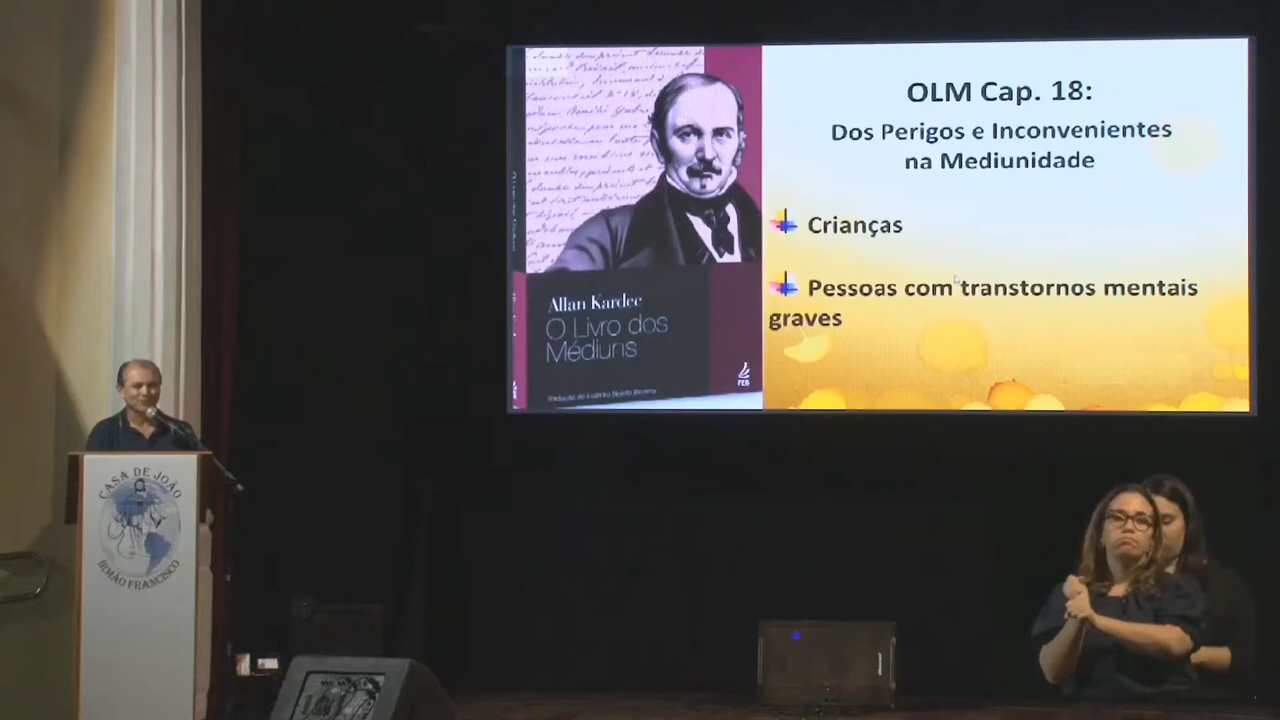 OLM Cap. 18:
Dos Perigos e Inconvenientes
na Mediunidade
Crianças
Pessoas com transtornos mentais
graves
Allan Kardec
O Livro dos
Médiuns
FEB
CASA DE JOÃO
IRMÃO FRANCISCO